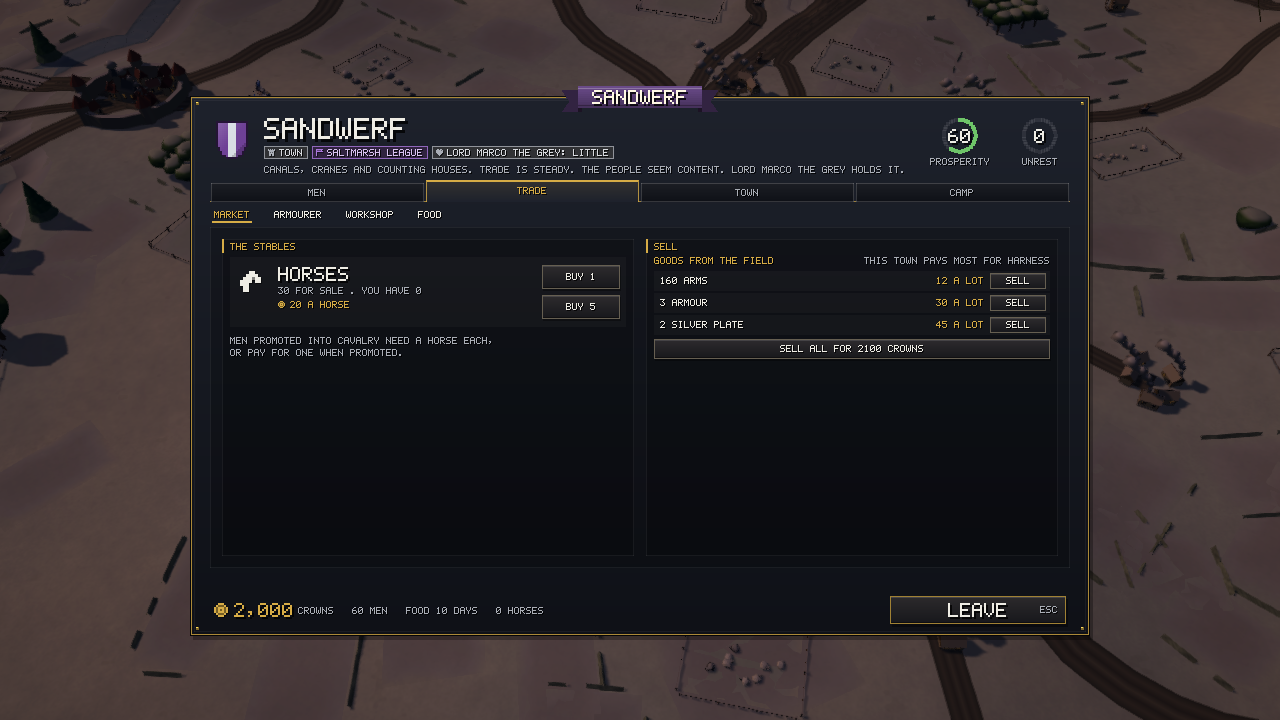 SANDWERF
SANDWERF
TOWN
SALTMARSH LEAGUE
LORD MARCO THE GREY: LITTLE
CANALS, CRANES AND COUNTING HOUSES. TRADE IS STEADY. THE PEOPLE SEEM CONTENT. LORD MARCO THE GREY HOLDS IT.
60
PROSPERITY
0
UNREST
MEN
TRADE
TOWN
CAMP
MARKET
ARMOURER
WORKSHOP
FOOD
THE STABLES
HORSES
30 FOR SALE . YOU HAVE 0
20 A HORSE
BUY 1
BUY 5
MEN PROMOTED INTO CAVALRY NEED A HORSE EACH,
OR PAY FOR ONE WHEN PROMOTED.
SELL
GOODS FROM THE FIELD
THIS TOWN PAYS MOST FOR HARNESS
160 ARMS 12 A LOT SELL
3 ARMOUR 30 A LOT SELL
2 SILVER PLATE 45 A LOT SELL
SELL ALL FOR 2100 CROWNS
2,000 CROWNS 60 MEN FOOD 10 DAYS 0 HORSES
LEAVE ESC